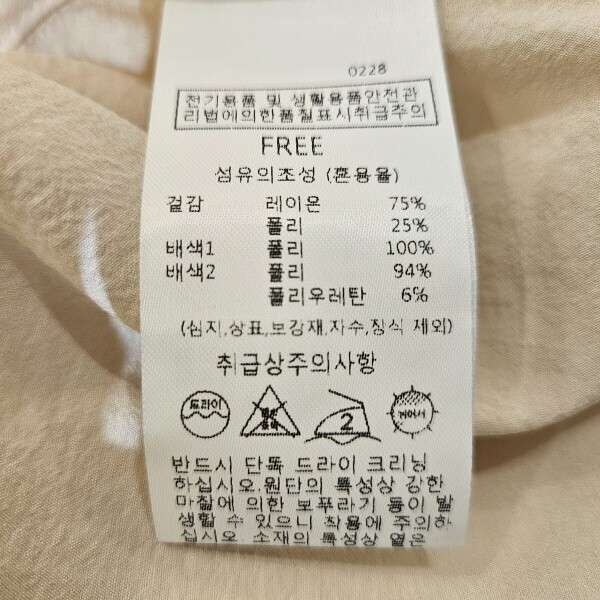 0228
전기용품 및 생활용품안전관
리법에의한품질표시취급주의
FREE
섬유의조성 (혼용율)
겉감 레이온 75%
폴리 25%
배색1 폴리 100%
배색2 폴리 94%
폴리우레탄 6%
(심지,상표,보강재,자수,장식 제외)
취급상주의사항
드라이
2
뉘어서
반드시 단독 드라이 크리닝
하십시오.원단의 특성상 강한
마찰에 의한 보푸라기 등이 발
생할 수 있으니 착용에 주의하
십시오 소재의 특성상 열은